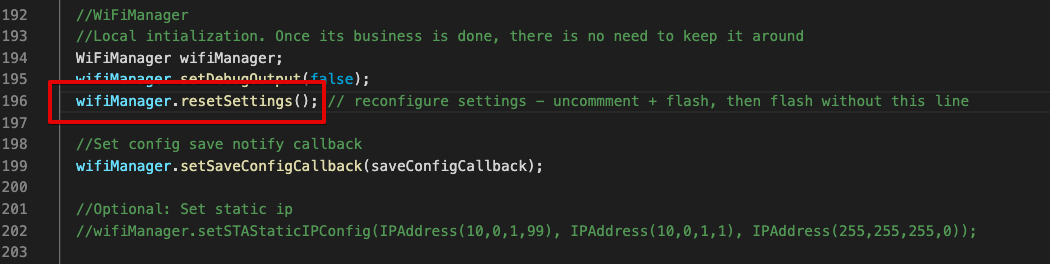 192 //WiFiManager
193 //Local intialization. Once its business is done, there is no need to keep it around
194 WiFiManager wifiManager;
195 wifiManager.setDebugOutput(false);
196 wifiManager.resetSettings(); // reconfigure settings – uncommment + flash, then flash without this line
197
198 //Set config save notify callback
199 wifiManager.setSaveConfigCallback(saveConfigCallback);
200
201 //Optional: Set static ip
202 //wifiManager.setSTAStaticIPConfig(IPAddress(10,0,1,99), IPAddress(10,0,1,1), IPAddress(255,255,255,0));
203